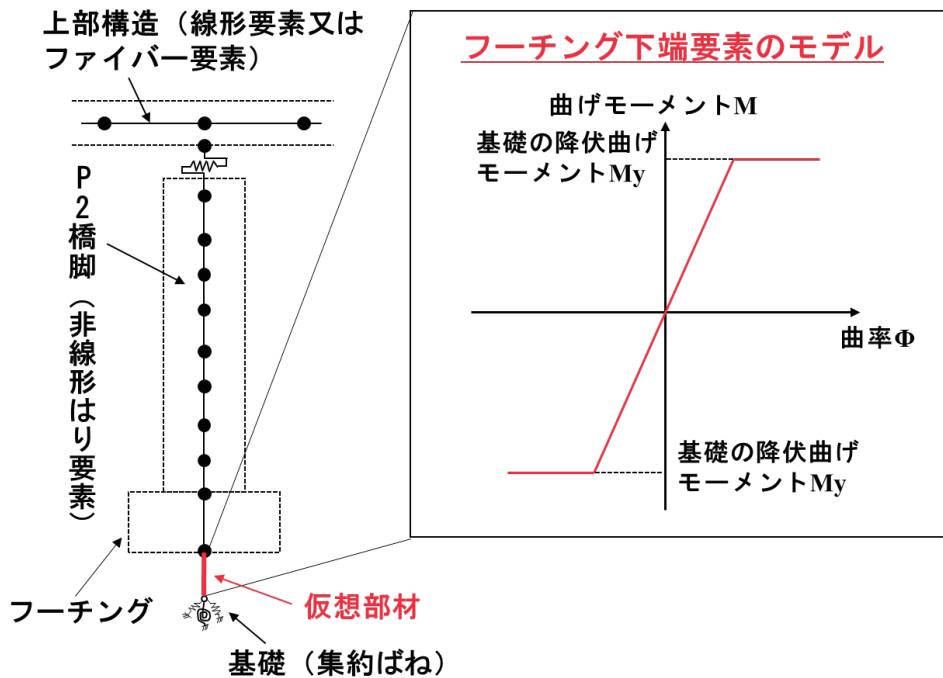 上部構造（線形要素又は
ファイバー要素）
P2橋脚（非線形はり要素）
フーチング
仮想部材
基礎（集約ばね）
フーチング下端要素のモデル
曲げモーメントM
基礎の降伏曲げ
モーメントMy
曲率Φ
基礎の降伏曲げ
モーメントMy